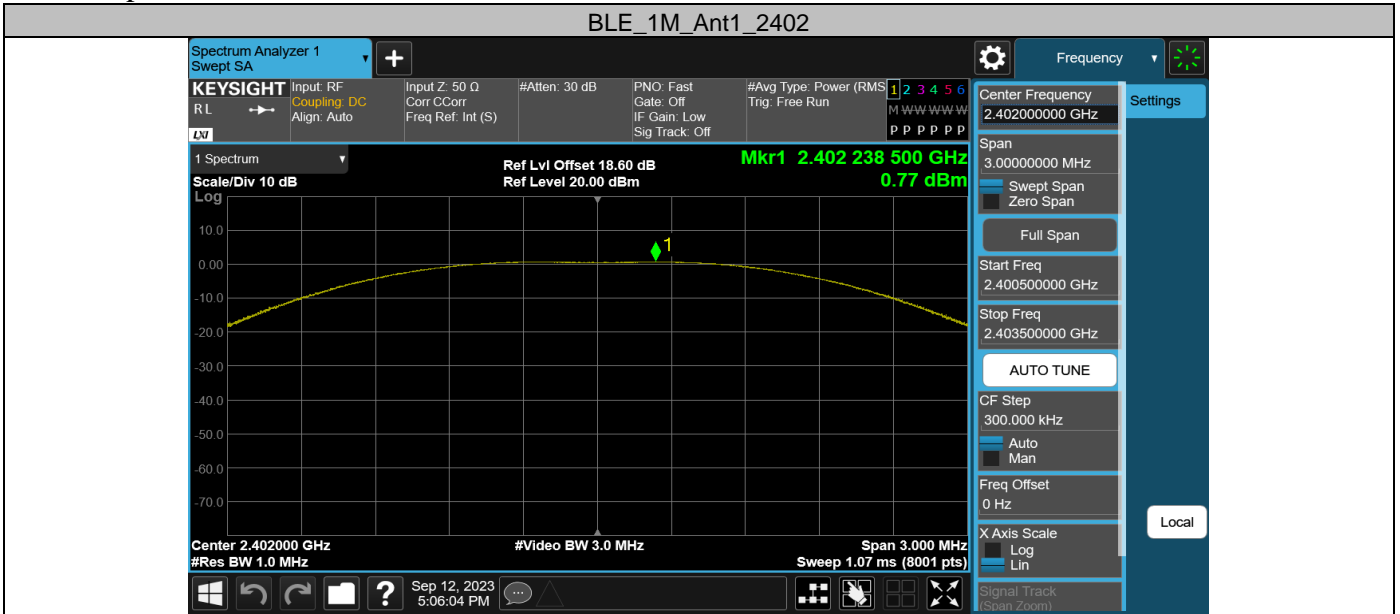 BLE_1M_Ant1_2402
Spectrum Analyzer 1
Swept SA
Frequency
KEYSIGHT
R L
LXI
Input: RF
Coupling: DC
Align: Auto
Input Z: 50 Ω
Corr CCorr
Freq Ref: Int (S)
#Atten: 30 dB
PNO: Fast
Gate: Off
IF Gain: Low
Sig Track: Off
#Avg Type: Power (RMS
Trig: Free Run
1 2 3 4 5 6
M W W W W W
P P P P P P
1 Spectrum
Scale/Div 10 dB
Log
Ref Lvl Offset 18.60 dB
Ref Level 20.00 dBm
Mkr1 2.402 238 500 GHz
0.77 dBm
1
10.0
0.00
-10.0
-20.0
-30.0
-40.0
-50.0
-60.0
-70.0
Center 2.402000 GHz
#Res BW 1.0 MHz
#Video BW 3.0 MHz
Span 3.000 MHz
Sweep 1.07 ms (8001 pts)
Sep 12, 2023
5:06:04 PM
Center Frequency
2.402000000 GHz
Span
3.00000000 MHz
Swept Span
Zero Span
Full Span
Start Freq
2.400500000 GHz
Stop Freq
2.403500000 GHz
AUTO TUNE
CF Step
300.000 kHz
Auto
Man
Freq Offset
0 Hz
X Axis Scale
Log
Lin
Signal Track
(Span Zoom)
Settings
Local